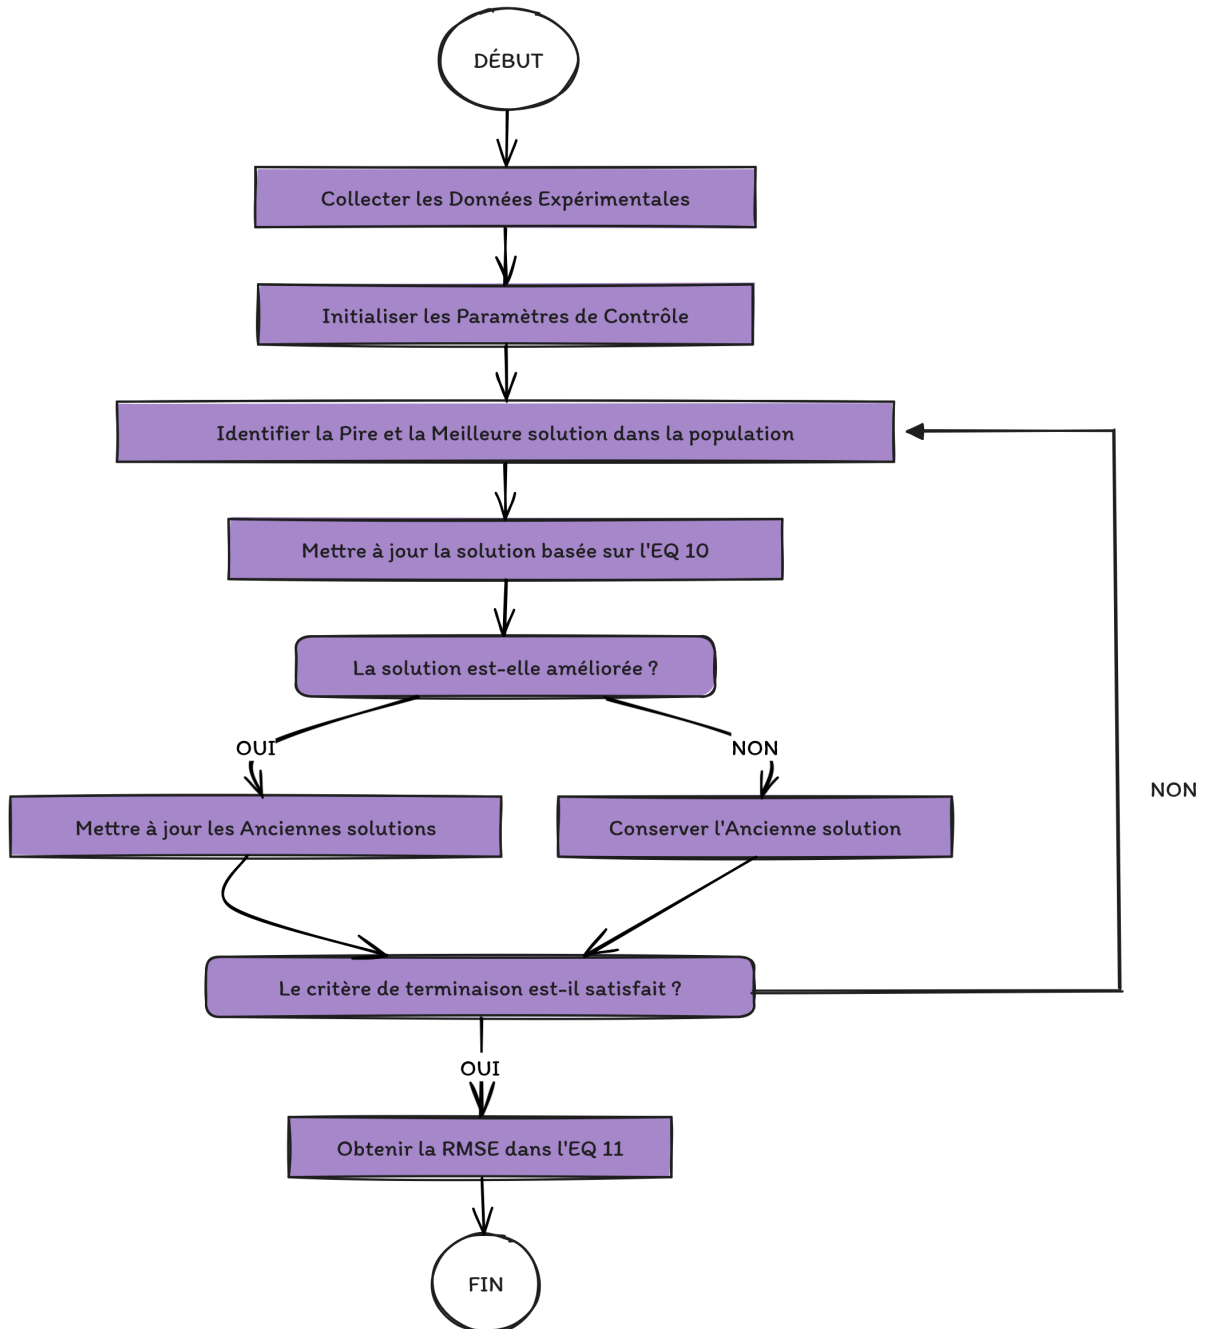 DÉBUT
Collecter les Données Expérimentales
Initialiser les Paramètres de Contrôle
Identifier la Pire et la Meilleure solution dans la population
Mettre à jour la solution basée sur l'EQ 10
La solution est-elle améliorée ?
OUI
NON
Mettre à jour les Anciennes solutions
Conserver l'Ancienne solution
NON
Le critère de terminaison est-il satisfait ?
OUI
Obtenir la RMSE dans l'EQ 11
FIN